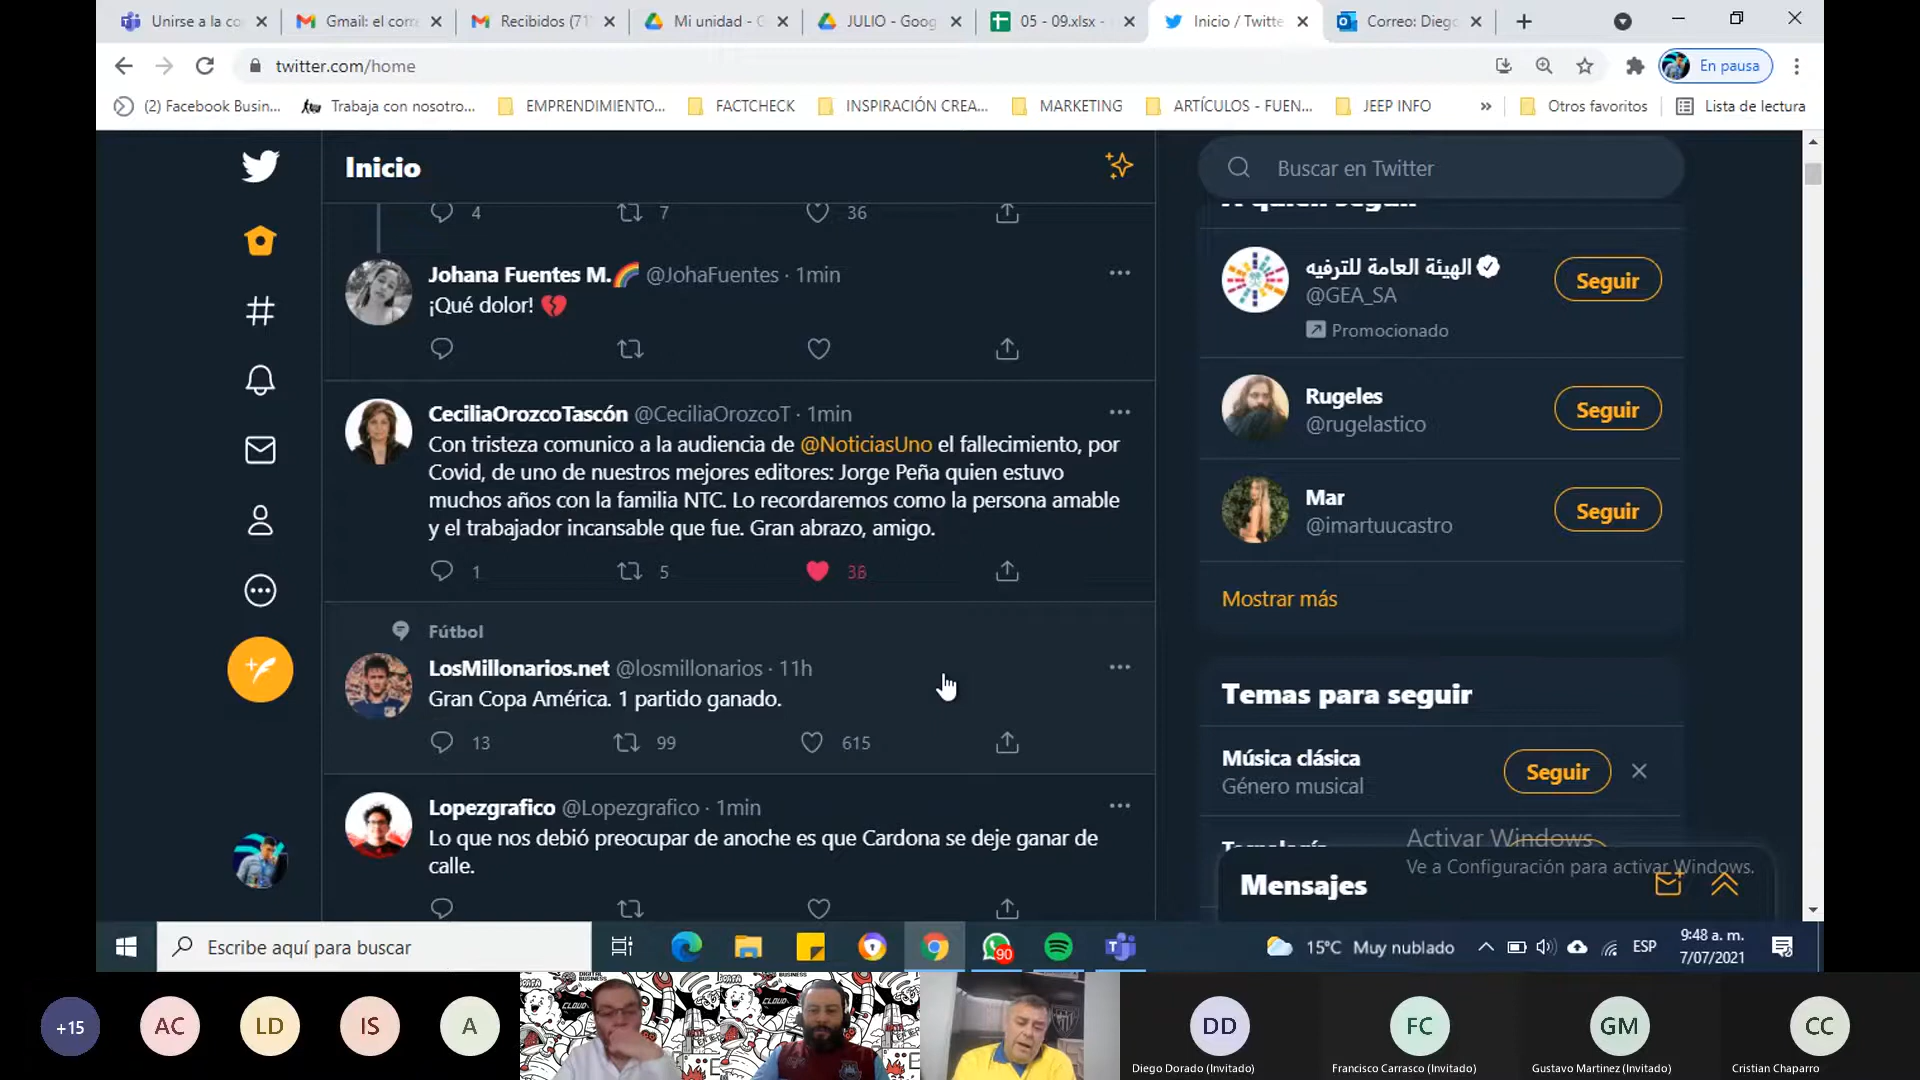 Unirse a la co
Gmail: el corre
Recibidos (71
Mi unidad - G
JULIO - Goog
05 - 09.xlsx -
Inicio / Twitte
Correo: Dieg
twitter.com/home
En pausa
(2) Facebook Busin...
Trabaja con nosotro...
EMPRENDIMIENTO...
FACTCHECK
INSPIRACIÓN CREA...
MARKETING
ARTÍCULOS - FUEN...
JEEP INFO
»
Otros favoritos
Lista de lectura
Inicio
4 7 36
Johana Fuentes M.🌈 @JohaFuentes · 1min
¡Qué dolor! 💔
CeciliaOrozcoTascón @CeciliaOrozcoT · 1min
Con tristeza comunico a la audiencia de @NoticiasUno el fallecimiento, por
Covid, de uno de nuestros mejores editores: Jorge Peña quien estuvo
muchos años con la familia NTC. Lo recordaremos como la persona amable
y el trabajador incansable que fue. Gran abrazo, amigo.
1 5 36
Fútbol
LosMillonarios.net @losmillonarios · 11h
Gran Copa América. 1 partido ganado.
13 99 615
Lopezgrafico @Lopezgrafico · 1min
Lo que nos debió preocupar de anoche es que Cardona se deje ganar de
calle.
Buscar en Twitter
A quién seguir
الهيئة العامة للترفيه
@GEA_SA
Promocionado
Seguir
Rugeles
@rugelastico
Seguir
Mar
@imartuucastro
Seguir
Mostrar más
Temas para seguir
Música clásica
Género musical
Seguir
Tecnología
Activar Windows
Ve a Configuración para activar Windows.
Mensajes
Escribe aquí para buscar
90
15°C Muy nublado
ESP
9:48 a. m.
7/07/2021
+15
AC
LD
IS
A
CLOUD
CLOUD
DD
Diego Dorado (Invitado)
FC
Francisco Carrasco (Invitado)
GM
Gustavo Martinez (Invitado)
CC
Cristian Chaparro